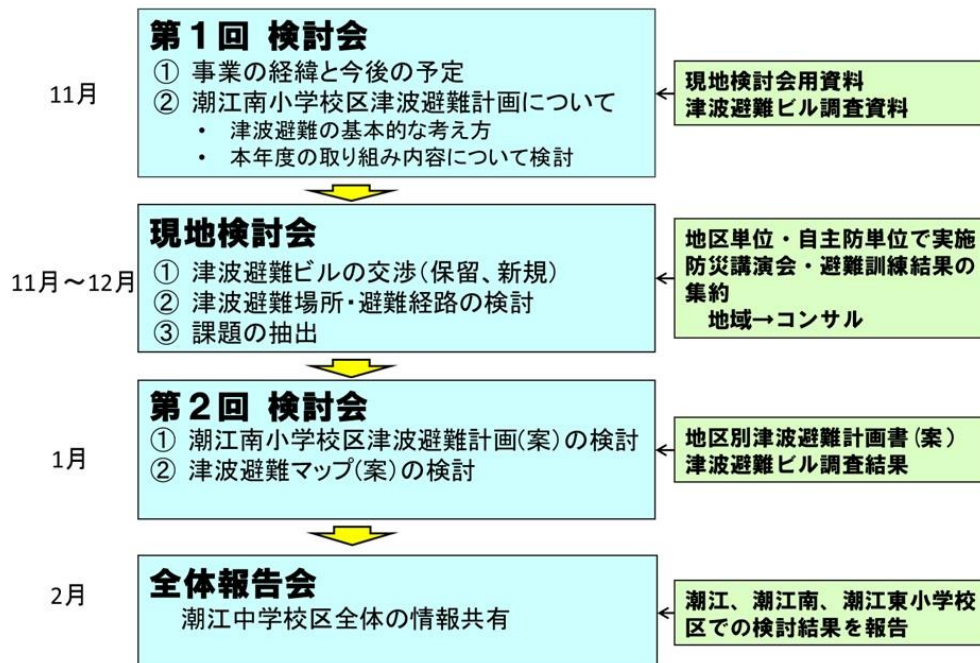 11月
第1回 検討会
① 事業の経緯と今後の予定
② 潮江南小学校区津波避難計画について
・ 津波避難の基本的な考え方
・ 本年度の取り組み内容について検討
現地検討会用資料
津波避難ビル調査資料
11月～12月
現地検討会
① 津波避難ビルの交渉(保留、新規)
② 津波避難場所・避難経路の検討
③ 課題の抽出
地区単位・自主防単位で実施
防災講演会・避難訓練結果の
集約
地域→コンサル
1月
第2回 検討会
① 潮江南小学校区津波避難計画(案)の検討
② 津波避難マップ(案)の検討
地区別津波避難計画書(案)
津波避難ビル調査結果
2月
全体報告会
潮江中学校区全体の情報共有
潮江、潮江南、潮江東小学校
区での検討結果を報告